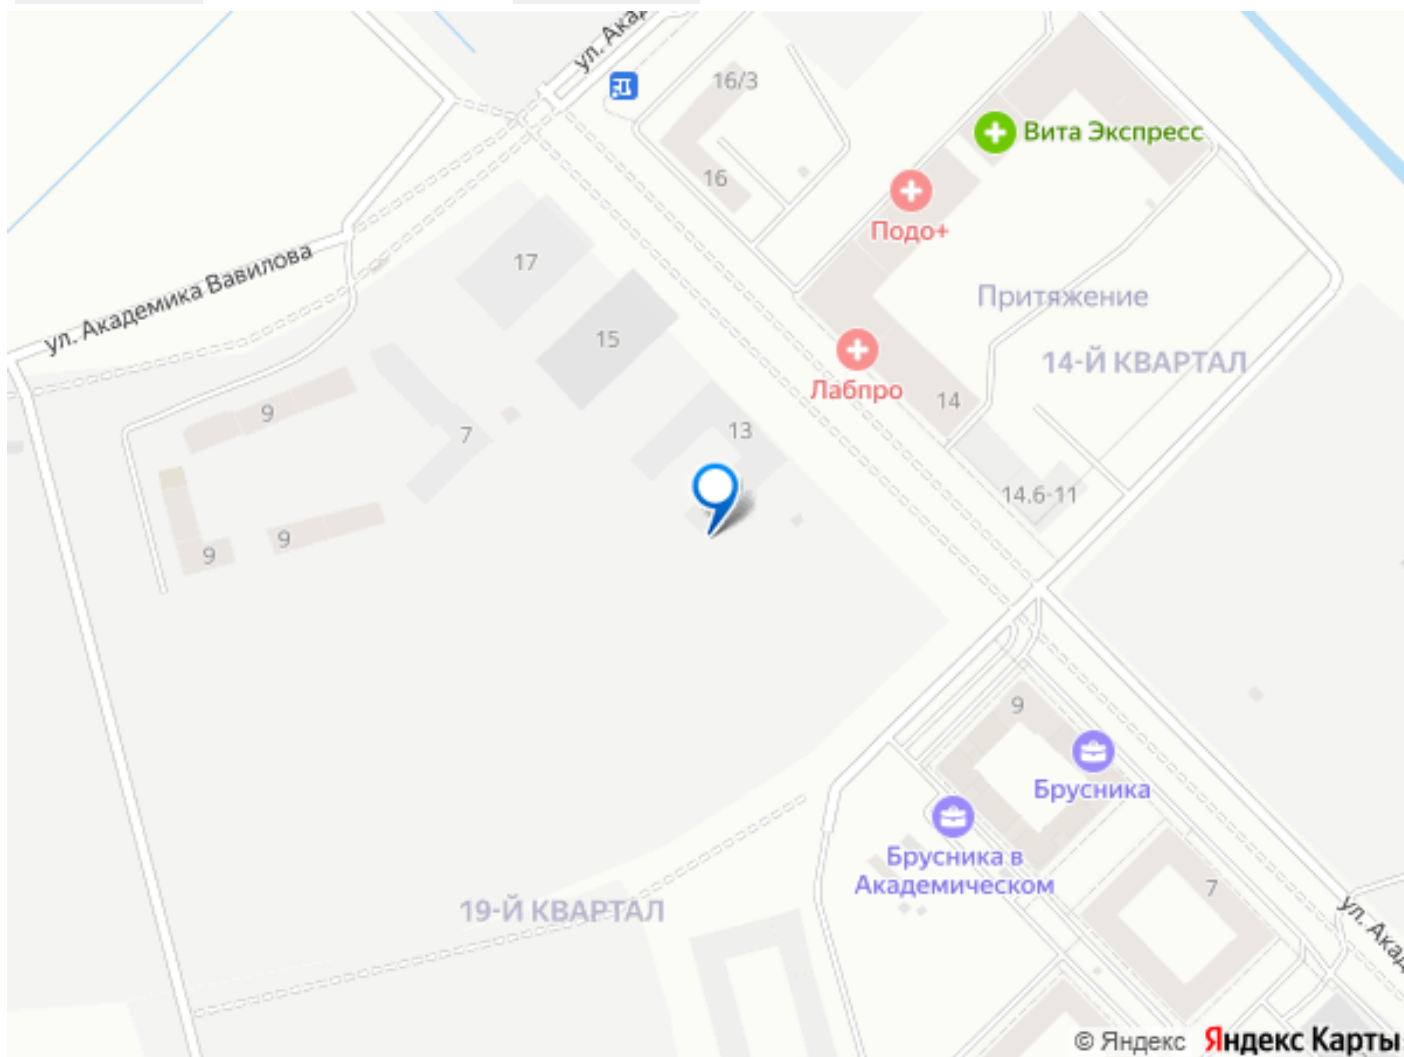 ул. Ака
16/3
Вита Экспресс
16
Подо+
17
ул. Академика Вавилова
Притяжение
15
14-Й КВАРТАЛ
Лабпро
14
9
7
13
14.6-11
9
9
9
Брусника
Брусника в
Академическом
7
19-Й КВАРТАЛ
ул. Акад
© Яндекс Яндекс Карты